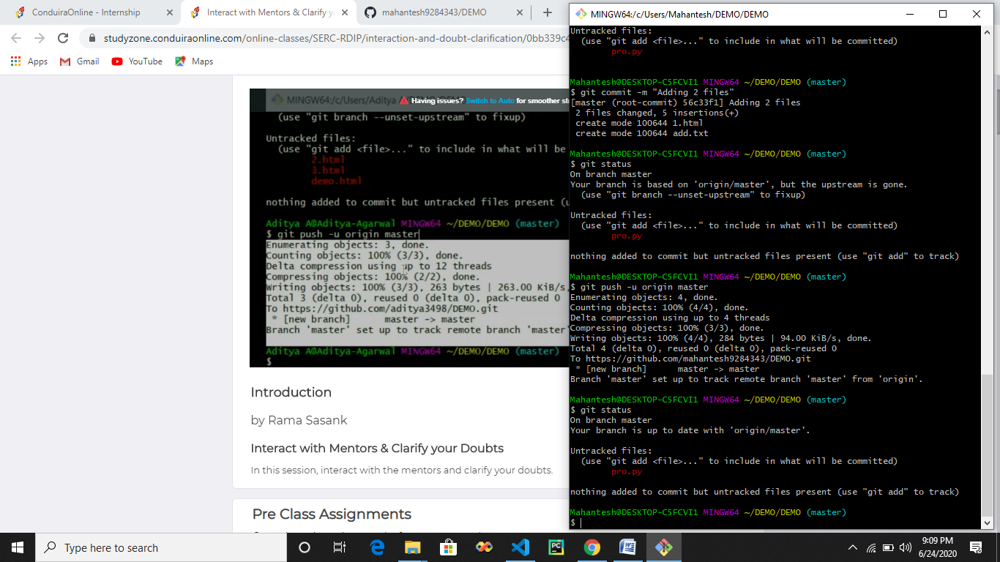 ConduiraOnline - Internship
Interact with Mentors & Clarify y
mahantesh9284343/DEMO
studyzone.conduiraonline.com/online-classes/SERC-RDIP/interaction-and-doubt-clarification/0bb339c4
Apps
Gmail
YouTube
Maps
MINGW64:/c/Users/Aditya
Having issues? Switch to Auto for smoother st
(use "git branch --unset-upstream" to fixup)
Untracked files:
(use "git add <file>..." to include in what will be
2.html
3.html
demo.html
nothing added to commit but untracked files present (u
Aditya A@Aditya-Agarwal MINGW64 ~/DEMO/DEMO (master)
$ git push -u origin master
Enumerating objects: 3, done.
Counting objects: 100% (3/3), done.
Delta compression using up to 12 threads
Compressing objects: 100% (2/2), done.
Writing objects: 100% (3/3), 263 bytes | 263.00 KiB/s,
Total 3 (delta 0), reused 0 (delta 0), pack-reused 0
To https://github.com/aditya3498/DEMO.git
* [new branch] master -> master
Branch 'master' set up to track remote branch 'master'
Aditya A@Aditya-Agarwal MINGW64 ~/DEMO/DEMO (master)
$
Introduction
by Rama Sasank
Interact with Mentors & Clarify your Doubts
In this session, interact with the mentors and clarify your doubts.
Pre Class Assignments
MINGW64:/c/Users/Mahantesh/DEMO/DEMO
Untracked files:
(use "git add <file>..." to include in what will be committed)
pro.py
Mahantesh@DESKTOP-C5FCVI1 MINGW64 ~/DEMO/DEMO (master)
$ git commit -m "Adding 2 files"
[master (root-commit) 56c33f1] Adding 2 files
2 files changed, 5 insertions(+)
create mode 100644 1.html
create mode 100644 add.txt
Mahantesh@DESKTOP-C5FCVI1 MINGW64 ~/DEMO/DEMO (master)
$ git status
On branch master
Your branch is based on 'origin/master', but the upstream is gone.
(use "git branch --unset-upstream" to fixup)
Untracked files:
(use "git add <file>..." to include in what will be committed)
pro.py
nothing added to commit but untracked files present (use "git add" to track)
Mahantesh@DESKTOP-C5FCVI1 MINGW64 ~/DEMO/DEMO (master)
$ git push -u origin master
Enumerating objects: 4, done.
Counting objects: 100% (4/4), done.
Delta compression using up to 4 threads
Compressing objects: 100% (3/3), done.
Writing objects: 100% (4/4), 284 bytes | 94.00 KiB/s, done.
Total 4 (delta 0), reused 0 (delta 0), pack-reused 0
To https://github.com/mahantesh9284343/DEMO.git
* [new branch] master -> master
Branch 'master' set up to track remote branch 'master' from 'origin'.
Mahantesh@DESKTOP-C5FCVI1 MINGW64 ~/DEMO/DEMO (master)
$ git status
On branch master
Your branch is up to date with 'origin/master'.
Untracked files:
(use "git add <file>..." to include in what will be committed)
pro.py
nothing added to commit but untracked files present (use "git add" to track)
Mahantesh@DESKTOP-C5FCVI1 MINGW64 ~/DEMO/DEMO (master)
$
Type here to search
9:09 PM
6/24/2020